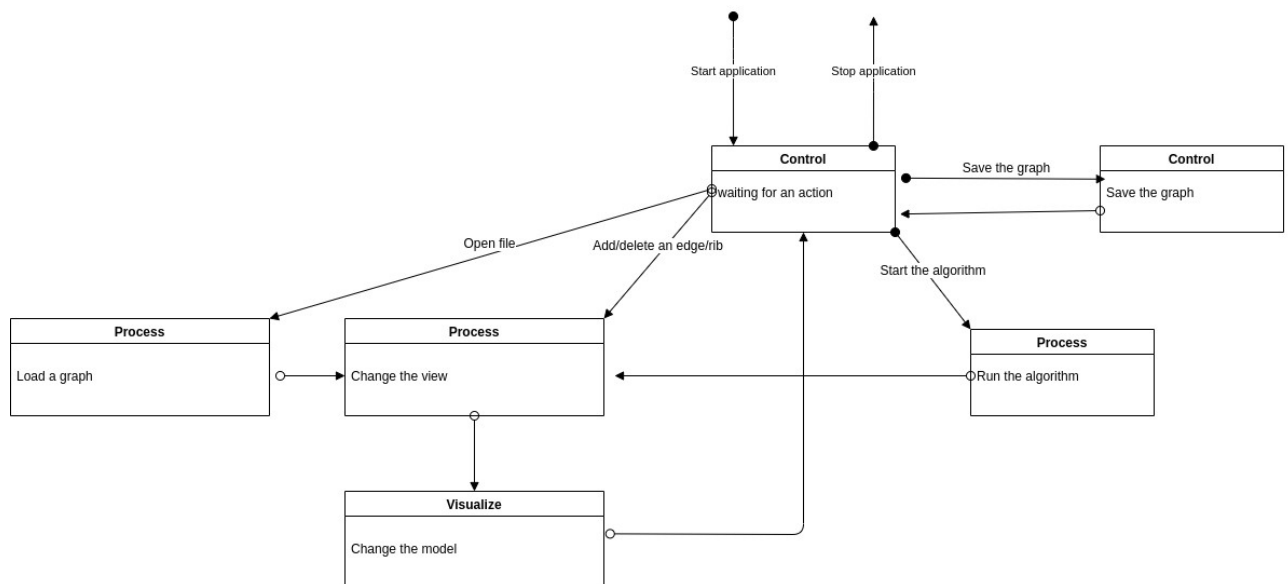 Start application
Stop application
Control
waiting for an action
Save the graph
Control
Save the graph
Open file
Add/delete an edge/rib
Start the algorithm
Process
Load a graph
Process
Change the view
Process
Run the algorithm
Visualize
Change the model